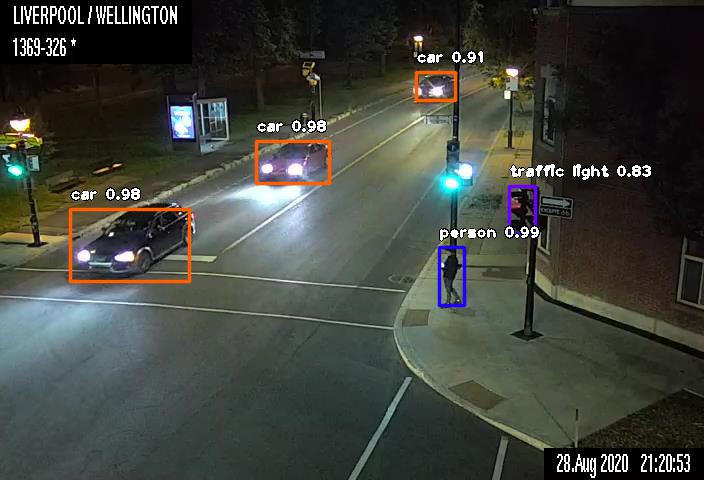 LIVERPOOL / WELLINGTON
1369-326 *
car 0.91
car 0.98
traffic light 0.83
car 0.98
person 0.99
28.Aug 2020 21:20:53